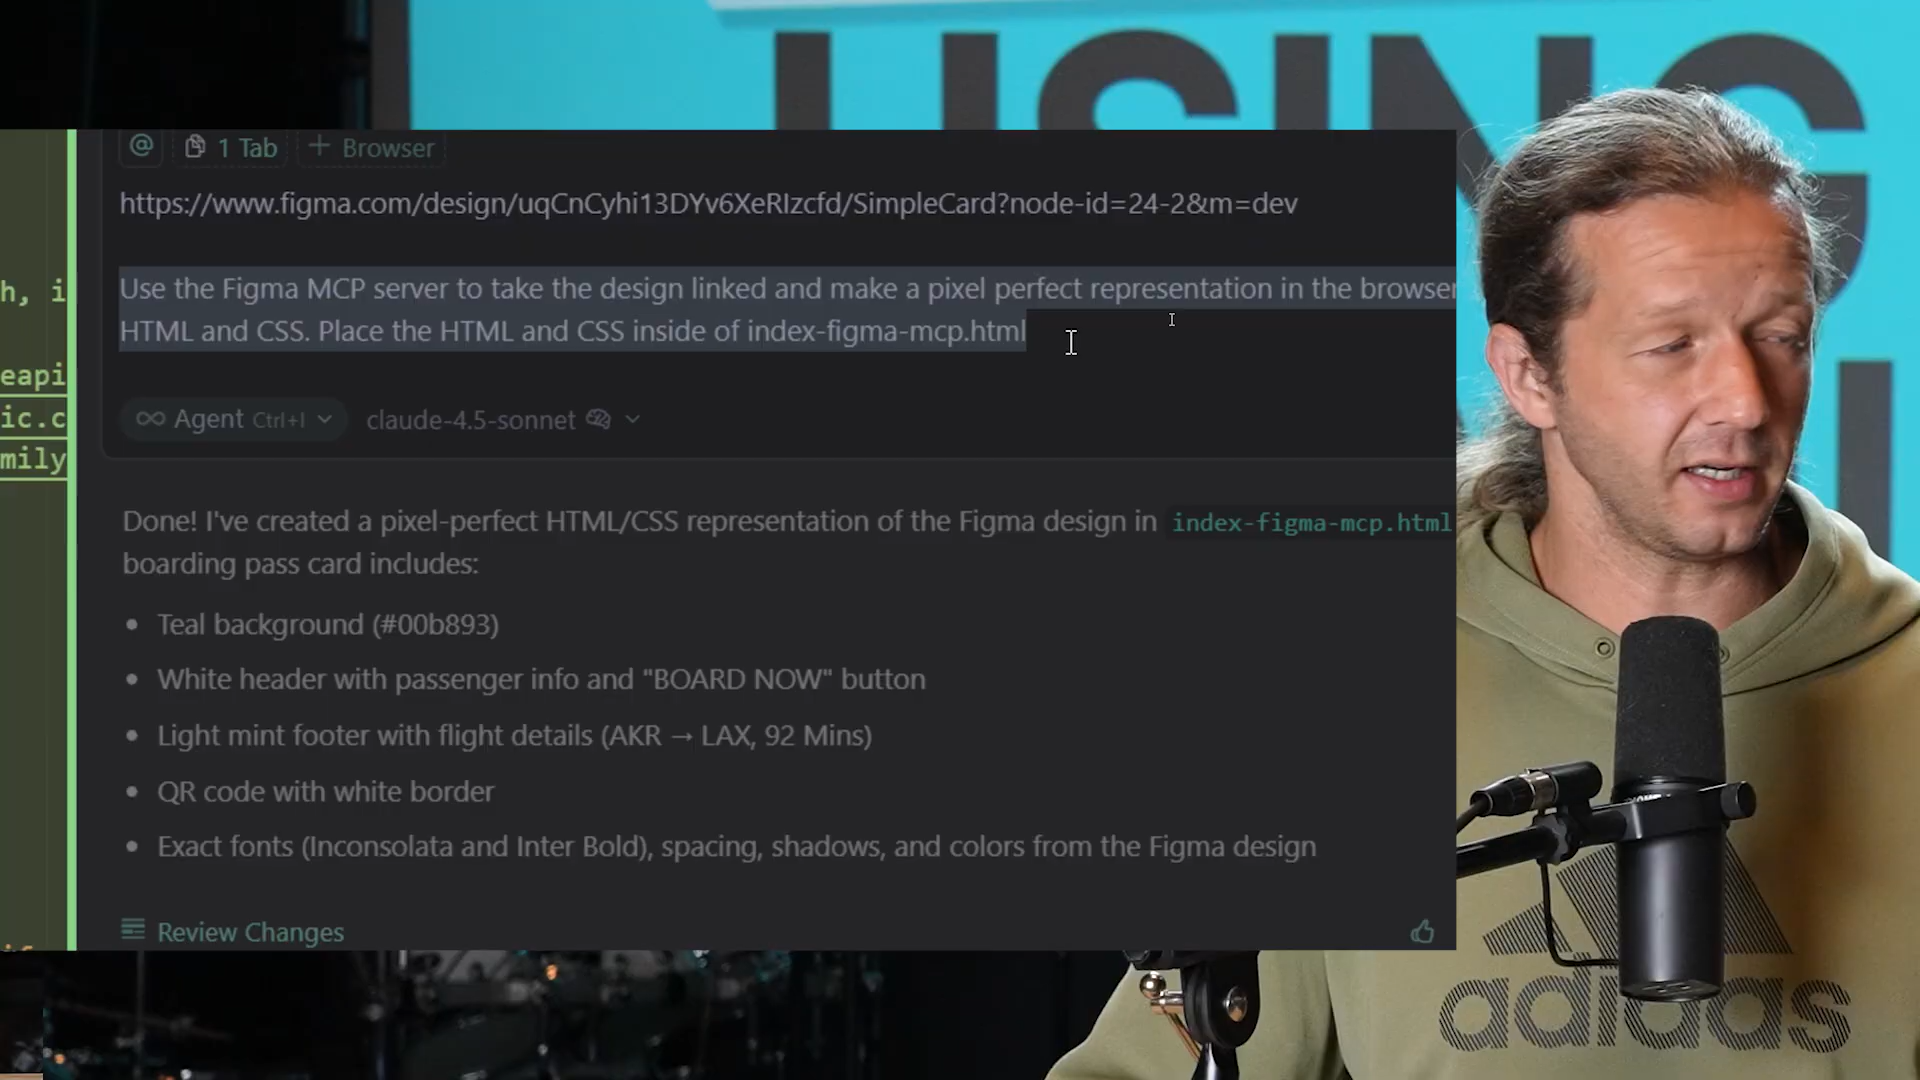 USING
@ 1 Tab + Browser
https://www.figma.com/design/uqCnCyhi13DYv6XeRIzcfd/SimpleCard?node-id=24-2&m=dev
h, i
Use the Figma MCP server to take the design linked and make a pixel perfect representation in the browser
HTML and CSS. Place the HTML and CSS inside of index-figma-mcp.html
eapi
ic.c
Agent Ctrl+I claude-4.5-sonnet
mily
Done! I've created a pixel-perfect HTML/CSS representation of the Figma design in index-figma-mcp.html
boarding pass card includes:
• Teal background (#00b893)
• White header with passenger info and "BOARD NOW" button
• Light mint footer with flight details (AKR → LAX, 92 Mins)
• QR code with white border
• Exact fonts (Inconsolata and Inter Bold), spacing, shadows, and colors from the Figma design
Review Changes
adidas